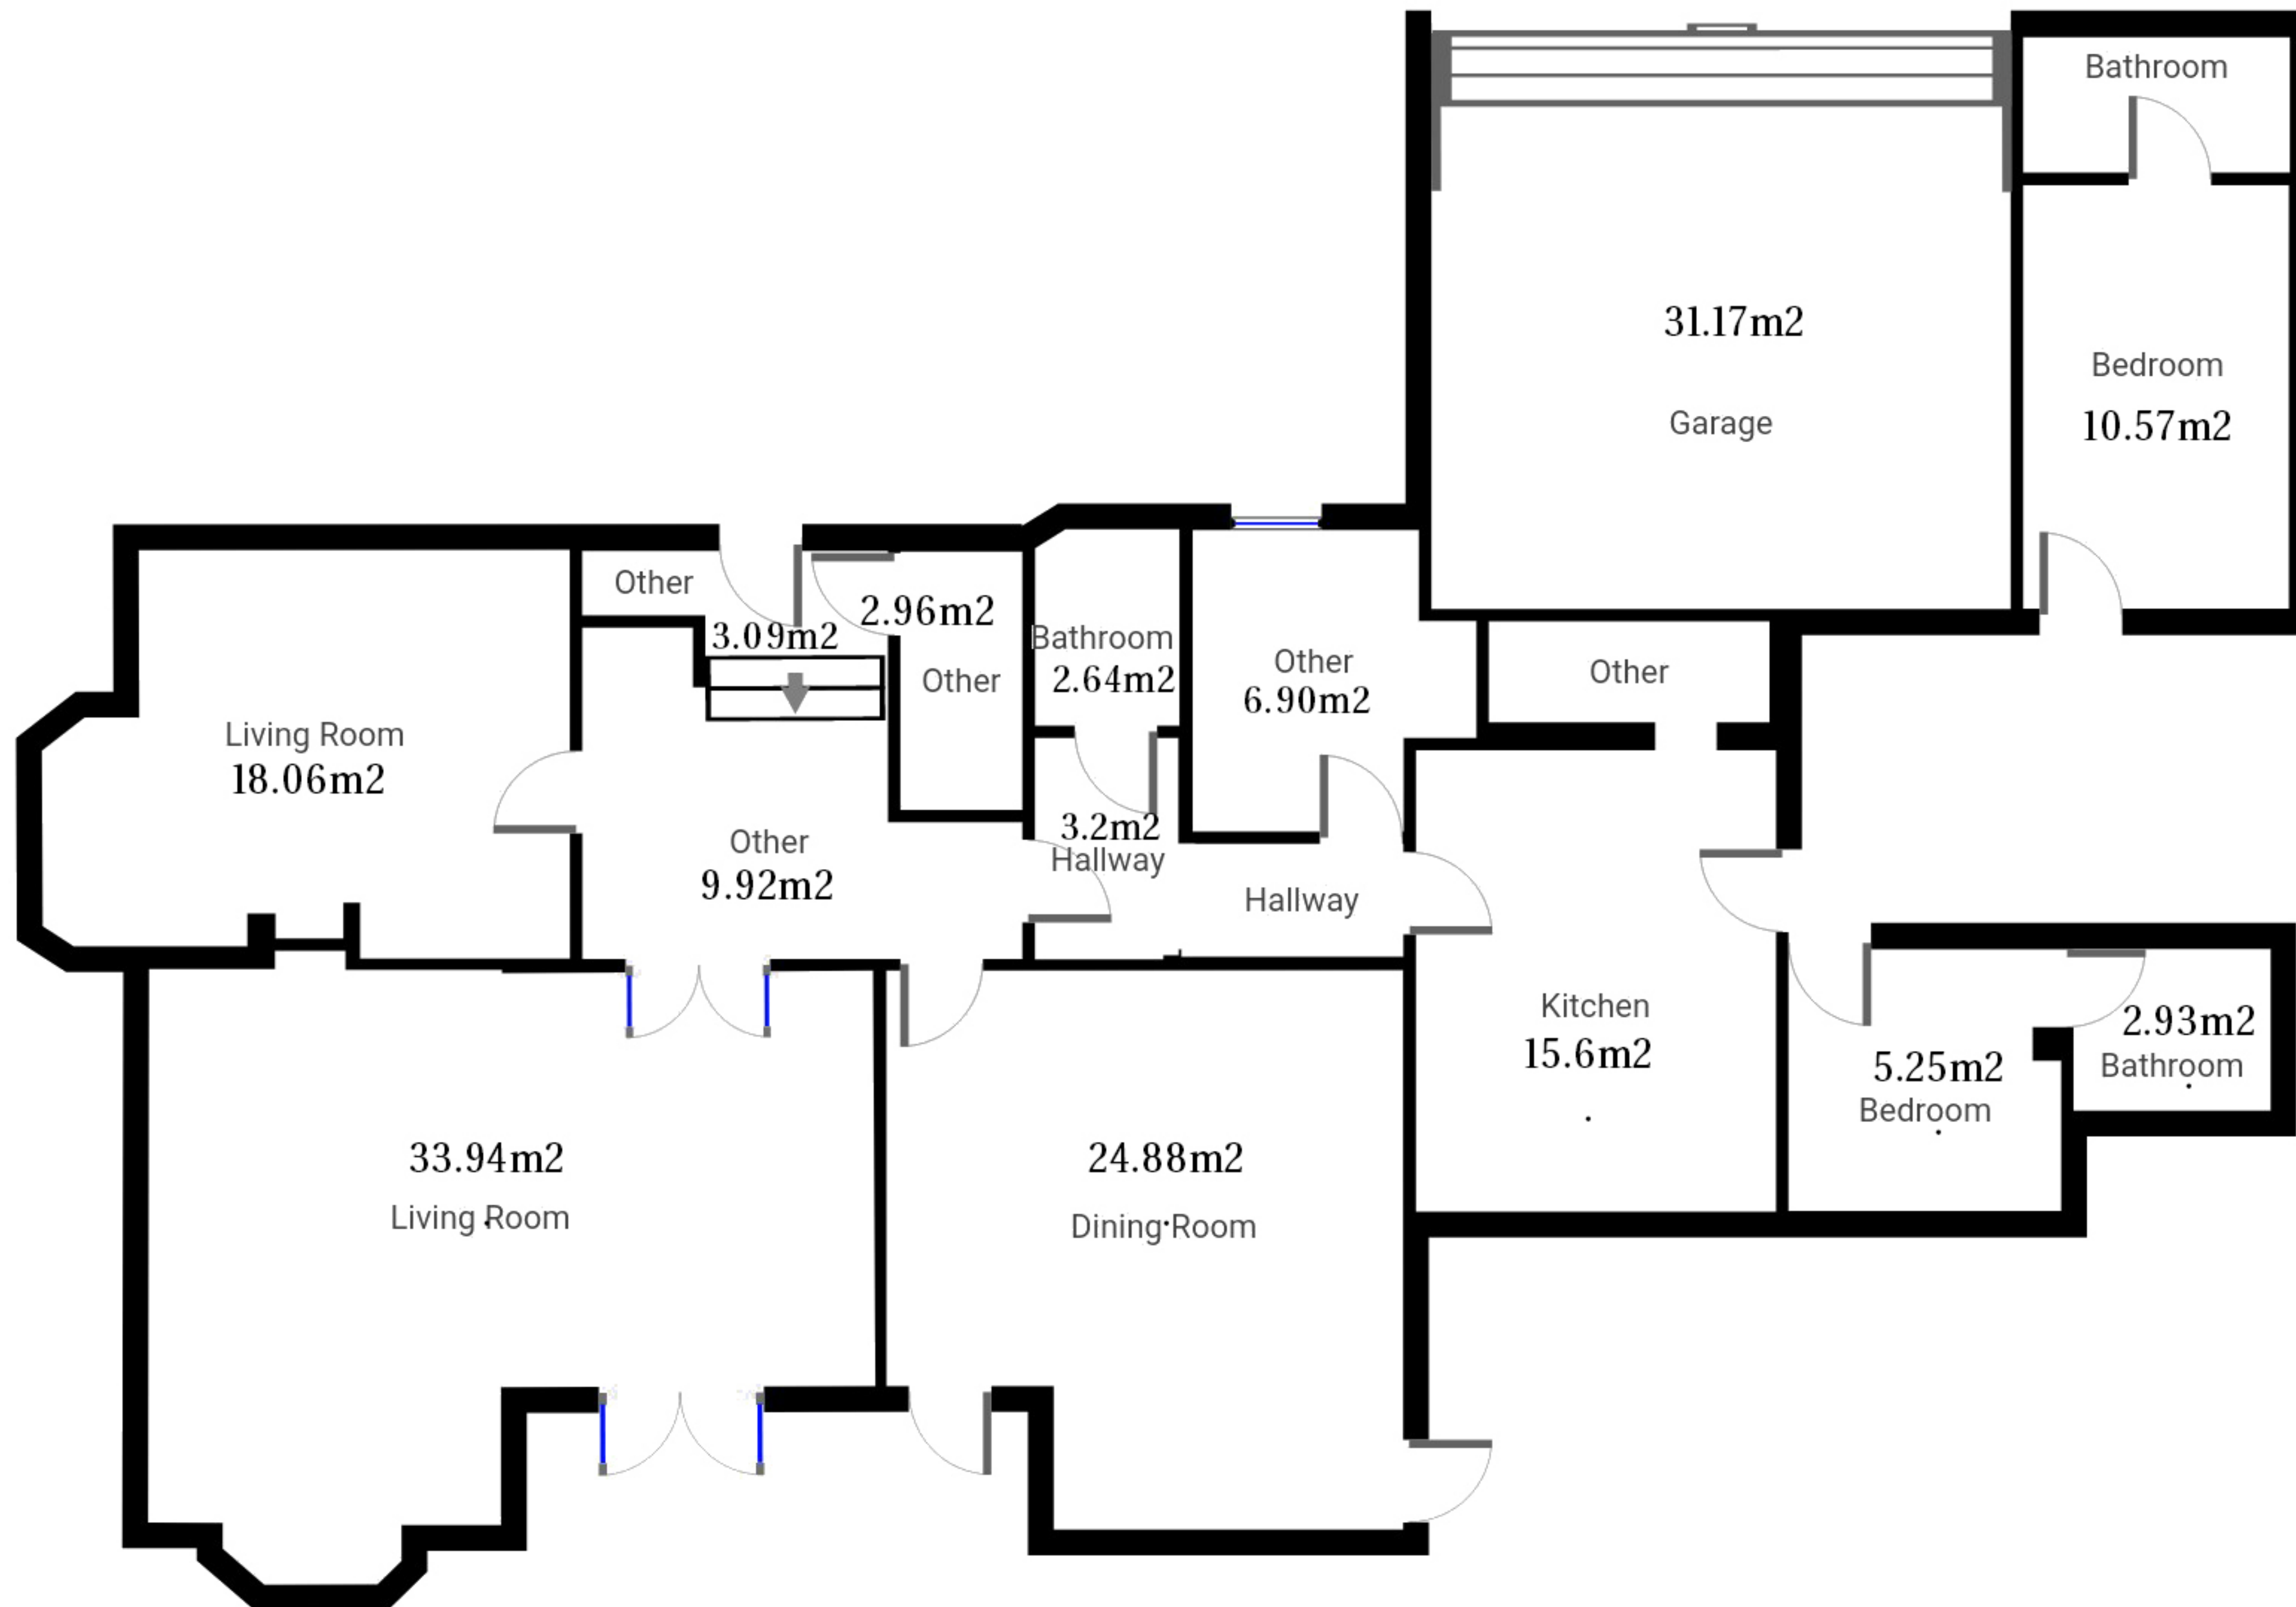 Bathroom
31.17m2
Bedroom
10.57m2
Garage
Other
2.96m2
3.09m2
Bathroom
2.64m2
Other
Other
6.90m2
Other
Living Room
18.06m2
Other
9.92m2
3.2m2
Hallway
Hallway
Kitchen
15.6m2
2.93m2
Bathroom
5.25m2
Bedroom
33.94m2
Living Room
24.88m2
Dining Room